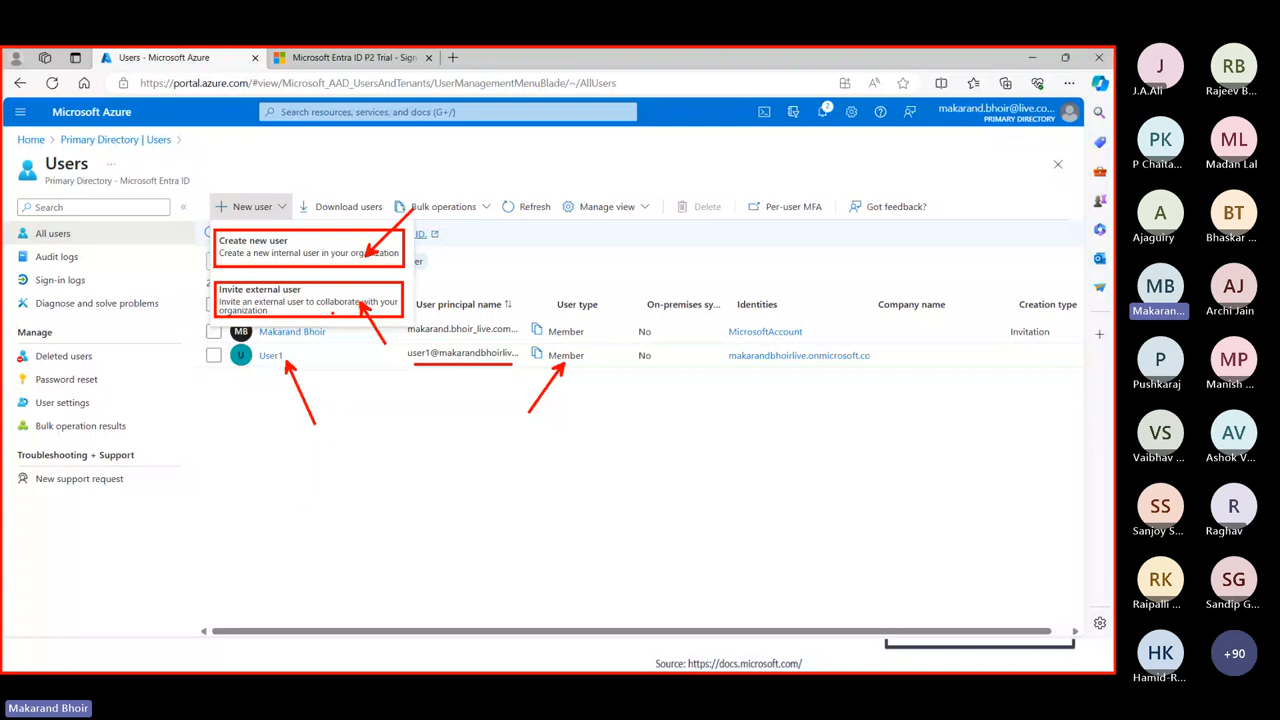 Users - Microsoft Azure
Microsoft Entra ID P2 Trial - Sign
https://portal.azure.com/#view/Microsoft_AAD_UsersAndTenants/UserManagementMenuBlade/~/AllUsers
Microsoft Azure
Search resources, services, and docs (G+/)
2
makarand.bhoir@live.co...
PRIMARY DIRECTORY
Home > Primary Directory | Users >
Users ...
Primary Directory - Microsoft Entra ID
Search
New user
Download users
Bulk operations
Refresh
Manage view
Delete
Per-user MFA
Got feedback?
All users
Audit logs
Sign-in logs
Diagnose and solve problems
Manage
Deleted users
Password reset
User settings
Bulk operation results
Troubleshooting + Support
New support request
Create new user
Create a new internal user in your organization
ID.
Invite external user
Invite an external user to collaborate with your
organization
User principal name
User type
On-premises sy...
Identities
Company name
Creation type
MB
Makarand Bhoir
makarand.bhoir_live.com...
Member
No
MicrosoftAccount
Invitation
U
User1
user1@makarandbhoirliv...
Member
No
makarandbhoirlive.onmicrosoft.co
Source: https://docs.microsoft.com/
J
J.A.Ali
RB
Rajeev B...
PK
P Chaita...
ML
Madan Lal
A
Ajaguiry
BT
Bhaskar ...
MB
Makaran...
AJ
Archi Jain
P
Pushkaraj
MP
Manish ...
VS
Vaibhav ...
AV
Ashok V...
SS
Sanjoy S...
R
Raghav
RK
Raipalli ...
SG
Sandip G...
HK
Hamid-R...
+90
Makarand Bhoir